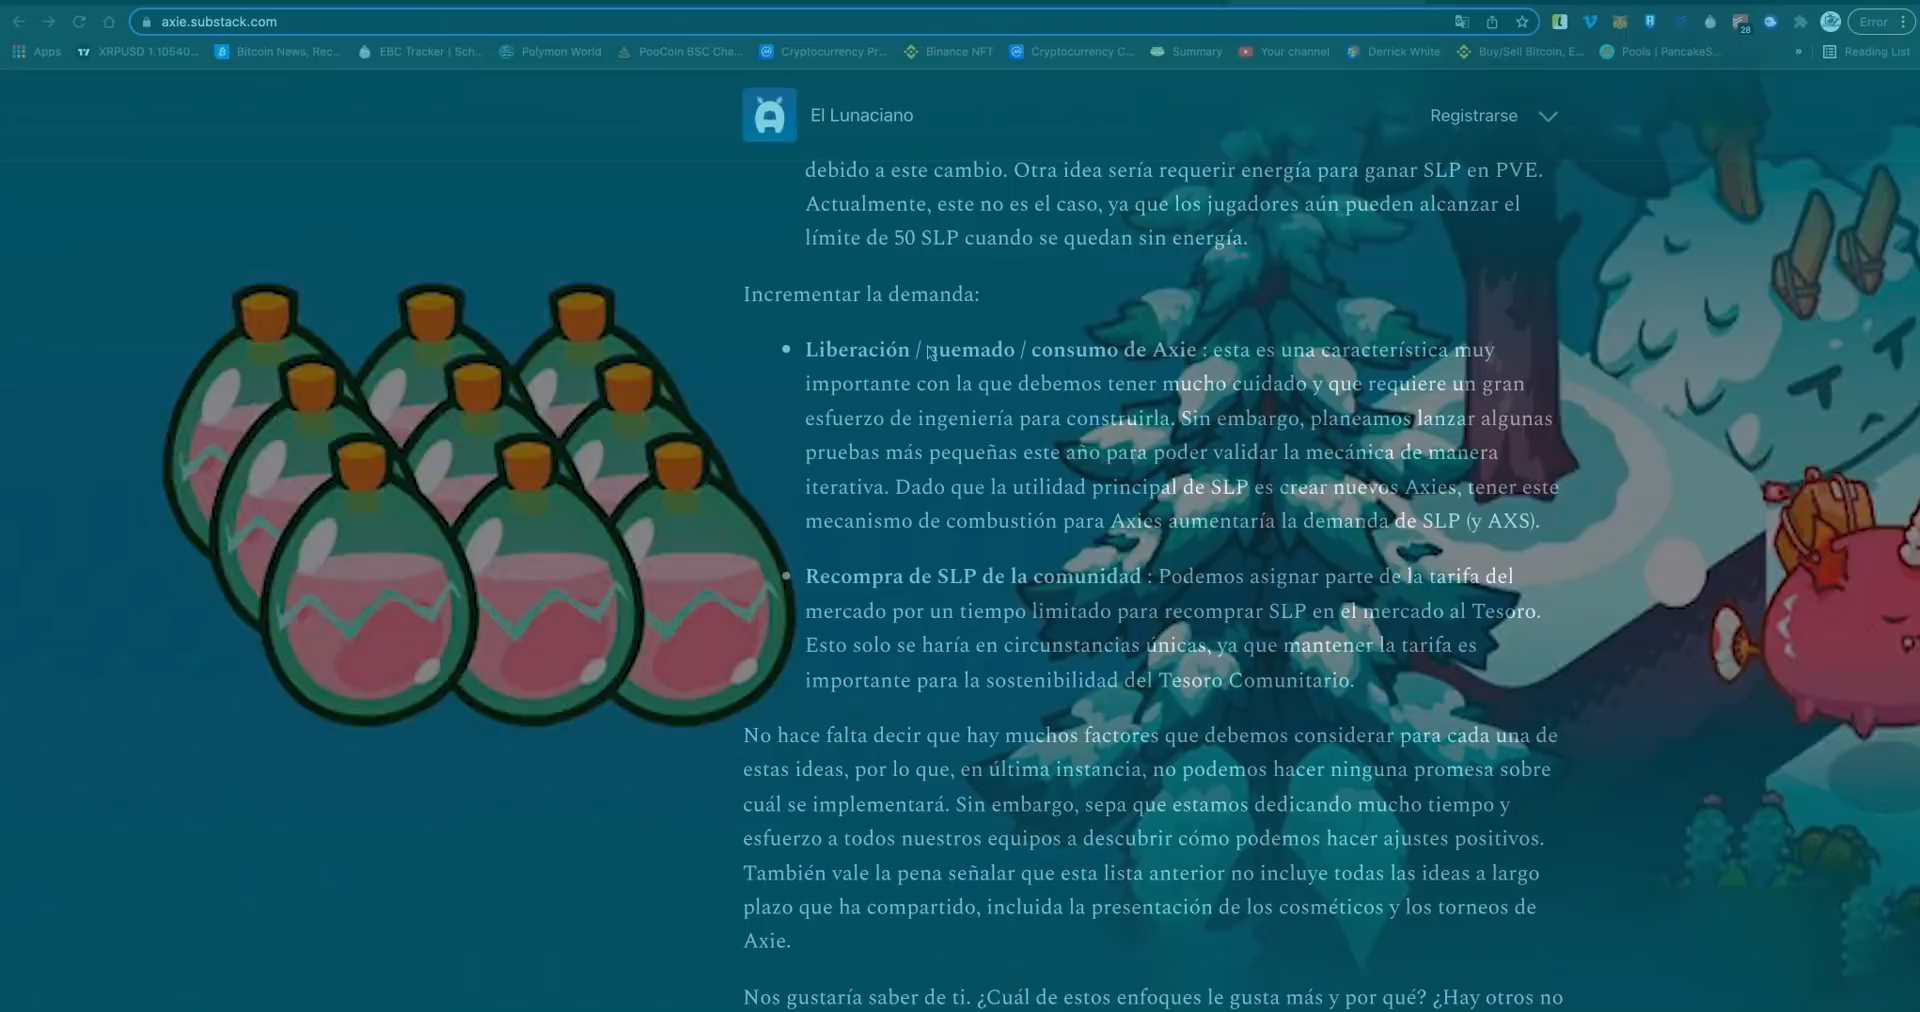 axie.substack.com
Error
28
Apps
XRPUSD 1.10540...
Bitcoin News, Rec...
EBC Tracker | Sch...
Polymon World
PooCoin BSC Cha...
Cryptocurrency Pr...
Binance NFT
Cryptocurrency C...
Summary
Your channel
Derrick White
Buy/Sell Bitcoin, E...
Pools | PancakeS...
»
Reading List
El Lunaciano
Registrarse
debido a este cambio. Otra idea sería requerir energía para ganar SLP en PVE.
Actualmente, este no es el caso, ya que los jugadores aún pueden alcanzar el
límite de 50 SLP cuando se quedan sin energía.
Incrementar la demanda:
• Liberación / quemado / consumo de Axie : esta es una característica muy
importante con la que debemos tener mucho cuidado y que requiere un gran
esfuerzo de ingeniería para construirla. Sin embargo, planeamos lanzar algunas
pruebas más pequeñas este año para poder validar la mecánica de manera
iterativa. Dado que la utilidad principal de SLP es crear nuevos Axies, tener este
mecanismo de combustión para Axies aumentaría la demanda de SLP (y AXS).
• Recompra de SLP de la comunidad : Podemos asignar parte de la tarifa del
mercado por un tiempo limitado para recomprar SLP en el mercado al Tesoro.
Esto solo se haría en circunstancias únicas, ya que mantener la tarifa es
importante para la sostenibilidad del Tesoro Comunitario.
No hace falta decir que hay muchos factores que debemos considerar para cada una de
estas ideas, por lo que, en última instancia, no podemos hacer ninguna promesa sobre
cuál se implementará. Sin embargo, sepa que estamos dedicando mucho tiempo y
esfuerzo a todos nuestros equipos a descubrir cómo podemos hacer ajustes positivos.
También vale la pena señalar que esta lista anterior no incluye todas las ideas a largo
plazo que ha compartido, incluida la presentación de los cosméticos y los torneos de
Axie.
Nos gustaría saber de ti. ¿Cuál de estos enfoques le gusta más y por qué? ¿Hay otros no